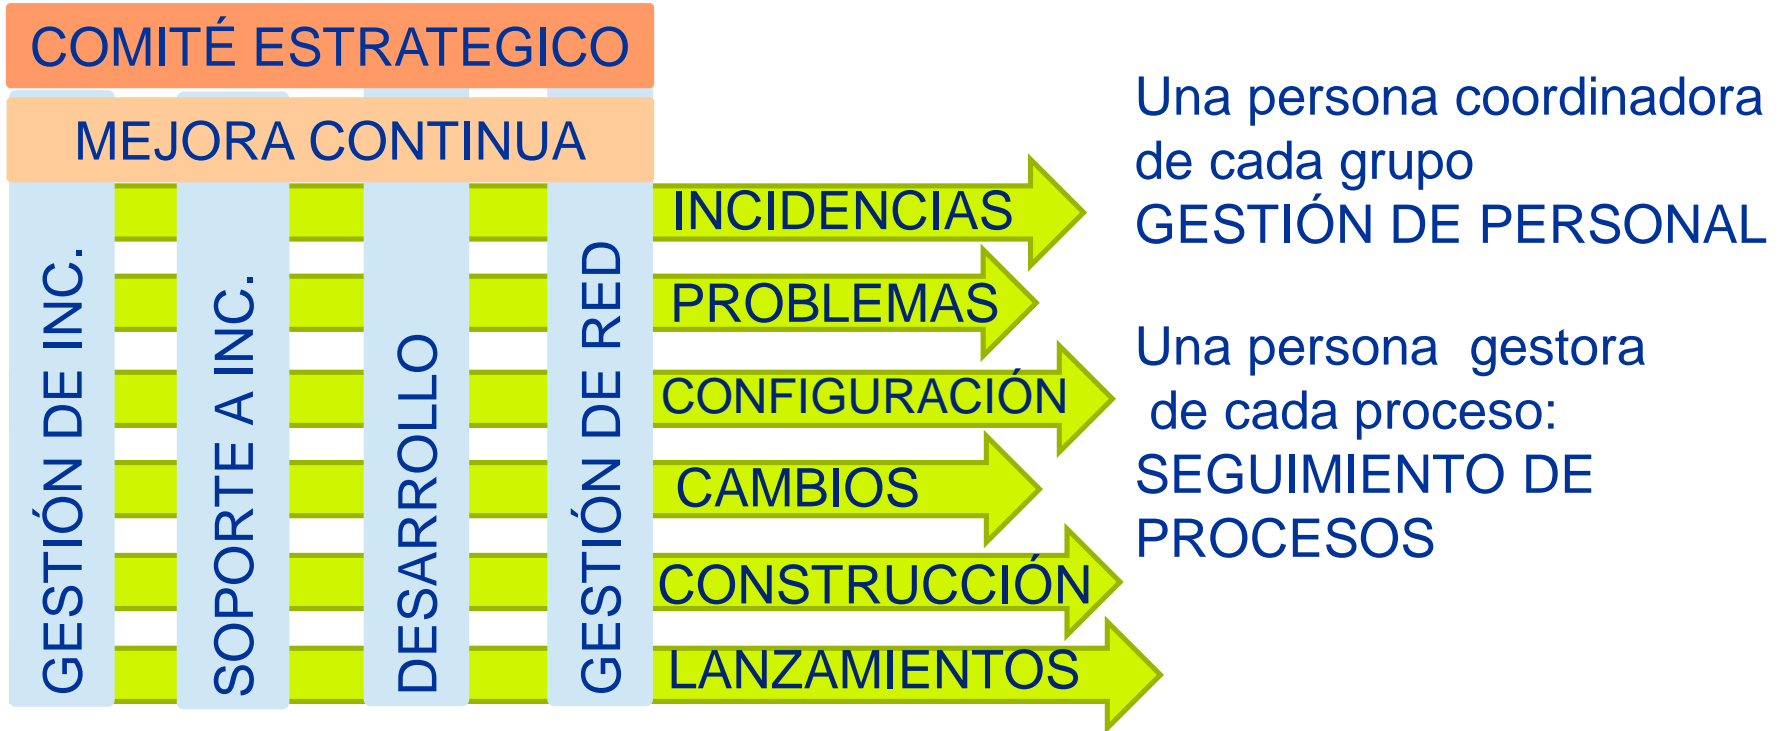 COMITÉ ESTRATEGICO
MEJORA CONTINUA
GESTIÓN DE INC.
SOPORTE A INC.
DESARROLLO
GESTIÓN DE RED
INCIDENCIAS
PROBLEMAS
CONFIGURACIÓN
CAMBIOS
CONSTRUCCIÓN
LANZAMIENTOS
Una persona coordinadora
de cada grupo
GESTIÓN DE PERSONAL
Una persona gestora
de cada proceso:
SEGUIMIENTO DE
PROCESOS